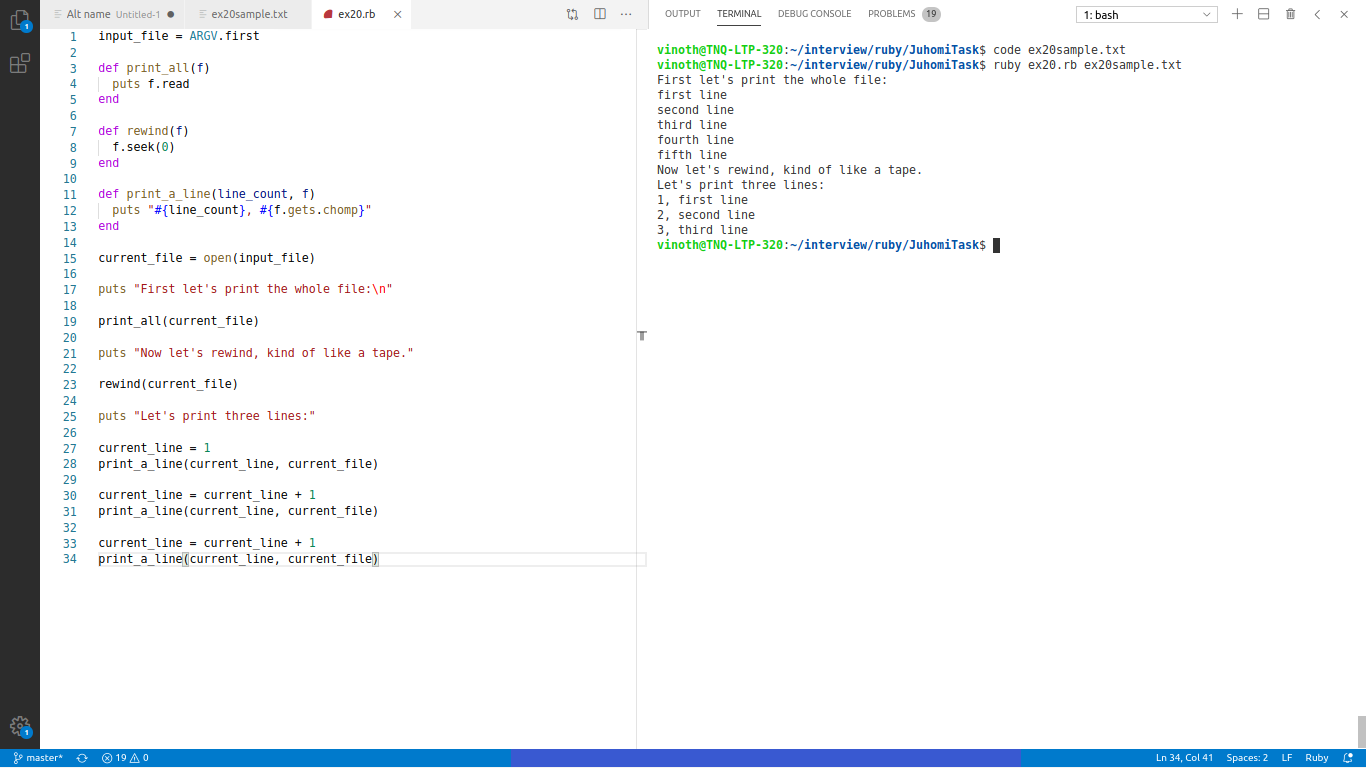 Alt name Untitled-1 ex20sample.txt ex20.rb
OUTPUT TERMINAL DEBUG CONSOLE PROBLEMS 19 1: bash
1 input_file = ARGV.first
2
3 def print_all(f)
4 puts f.read
5 end
6
7 def rewind(f)
8 f.seek(0)
9 end
10
11 def print_a_line(line_count, f)
12 puts "#{line_count}, #{f.gets.chomp}"
13 end
14
15 current_file = open(input_file)
16
17 puts "First let's print the whole file:\n"
18
19 print_all(current_file)
20
21 puts "Now let's rewind, kind of like a tape."
22
23 rewind(current_file)
24
25 puts "Let's print three lines:"
26
27 current_line = 1
28 print_a_line(current_line, current_file)
29
30 current_line = current_line + 1
31 print_a_line(current_line, current_file)
32
33 current_line = current_line + 1
34 print_a_line(current_line, current_file)
vinoth@TNQ-LTP-320:~/interview/ruby/JuhomiTask$ code ex20sample.txt
vinoth@TNQ-LTP-320:~/interview/ruby/JuhomiTask$ ruby ex20.rb ex20sample.txt
First let's print the whole file:
first line
second line
third line
fourth line
fifth line
Now let's rewind, kind of like a tape.
Let's print three lines:
1, first line
2, second line
3, third line
vinoth@TNQ-LTP-320:~/interview/ruby/JuhomiTask$
1
1
master* 19 0 Ln 34, Col 41 Spaces: 2 LF Ruby